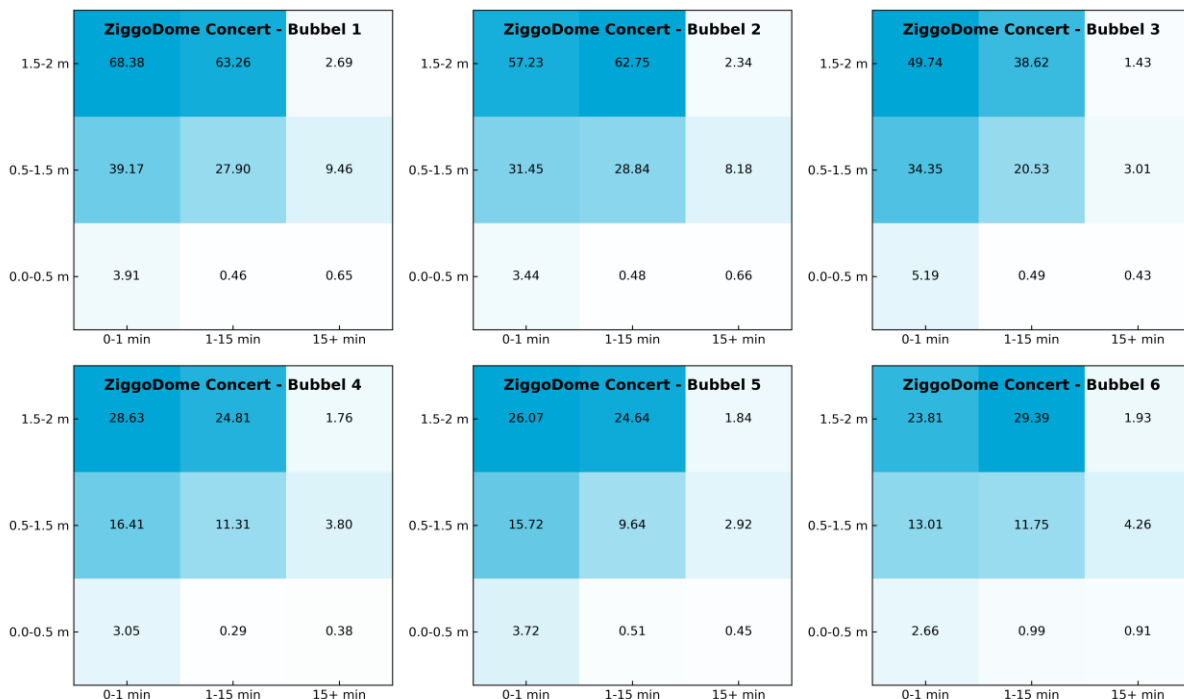 ZiggoDome Concert - Bubbel 1
1.5-2 m 68.38 63.26 2.69
0.5-1.5 m 39.17 27.90 9.46
0.0-0.5 m 3.91 0.46 0.65
0-1 min 1-15 min 15+ min
ZiggoDome Concert - Bubbel 2
1.5-2 m 57.23 62.75 2.34
0.5-1.5 m 31.45 28.84 8.18
0.0-0.5 m 3.44 0.48 0.66
0-1 min 1-15 min 15+ min
ZiggoDome Concert - Bubbel 3
1.5-2 m 49.74 38.62 1.43
0.5-1.5 m 34.35 20.53 3.01
0.0-0.5 m 5.19 0.49 0.43
0-1 min 1-15 min 15+ min
ZiggoDome Concert - Bubbel 4
1.5-2 m 28.63 24.81 1.76
0.5-1.5 m 16.41 11.31 3.80
0.0-0.5 m 3.05 0.29 0.38
0-1 min 1-15 min 15+ min
ZiggoDome Concert - Bubbel 5
1.5-2 m 26.07 24.64 1.84
0.5-1.5 m 15.72 9.64 2.92
0.0-0.5 m 3.72 0.51 0.45
0-1 min 1-15 min 15+ min
ZiggoDome Concert - Bubbel 6
1.5-2 m 23.81 29.39 1.93
0.5-1.5 m 13.01 11.75 4.26
0.0-0.5 m 2.66 0.99 0.91
0-1 min 1-15 min 15+ min